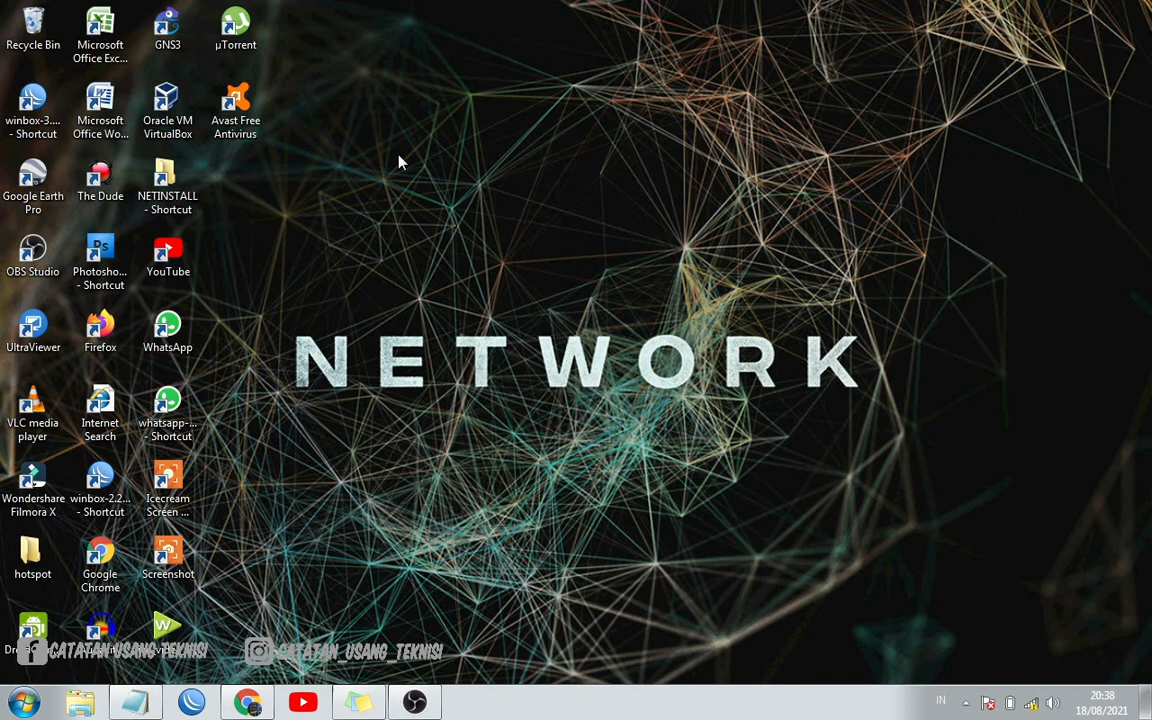 Recycle Bin
Microsoft
Office Exc...
GNS3
µTorrent
winbox-3....
- Shortcut
Microsoft
Office Wo...
Oracle VM
VirtualBox
Avast Free
Antivirus
Google Earth
Pro
The Dude
NETINSTALL
- Shortcut
OBS Studio
Photosho...
- Shortcut
YouTube
UltraViewer
Firefox
WhatsApp
VLC media
player
Internet
Search
whatsapp-...
- Shortcut
Wondershare
Filmora X
winbox-2.2...
- Shortcut
Icecream
Screen ...
hotspot
Google
Chrome
Screenshot
NETWORK
CATATAN USANG TEKNISI
CATATAN_USANG_TEKNISI
IN
20:38
18/08/2021